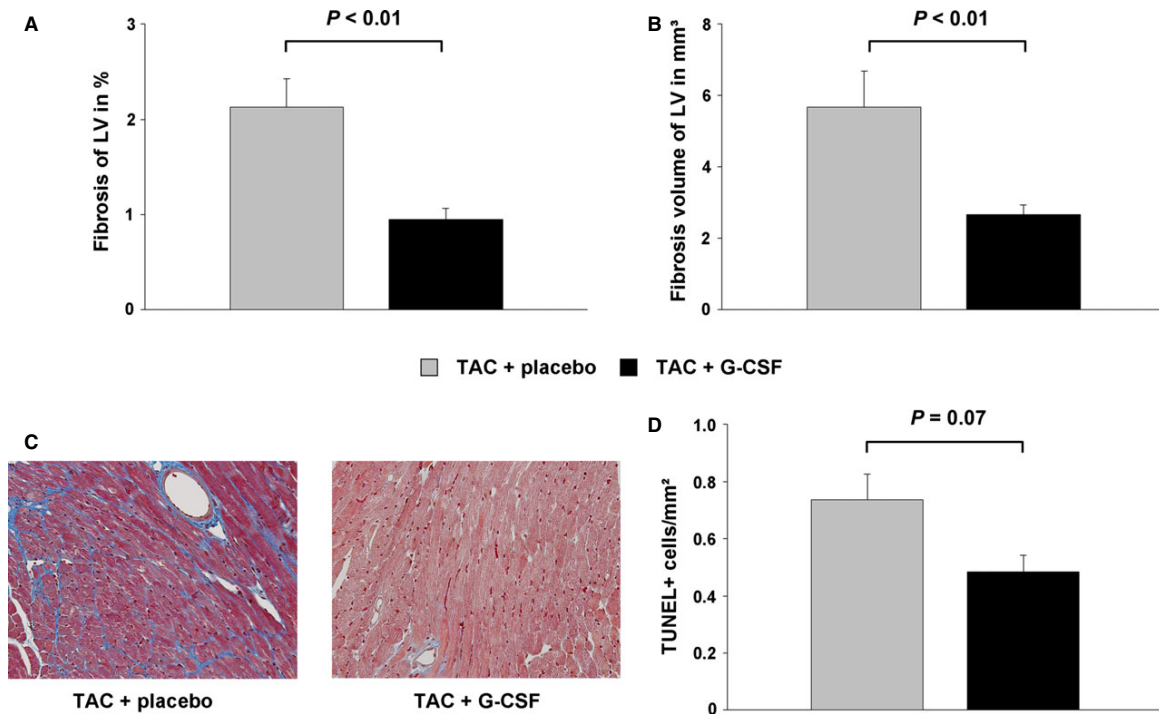 A
P < 0.01
Fibrosis of LV in %
3
2
1
0
B
P < 0.01
Fibrosis volume of LV in mm³
8
6
4
2
0
TAC + placebo
TAC + G-CSF
C
TAC + placebo
TAC + G-CSF
D
P = 0.07
TUNEL+ cells/mm²
1.0
0.8
0.6
0.4
0.2
0